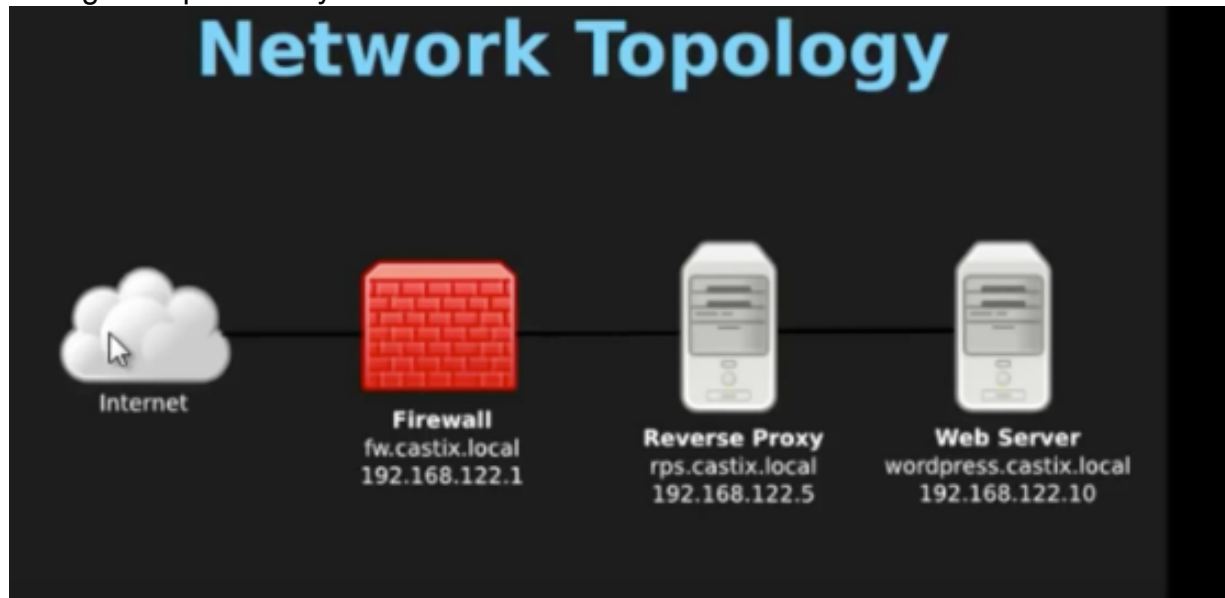 Network Topology
Internet
Firewall
fw.castix.local
192.168.122.1
Reverse Proxy
rps.castix.local
192.168.122.5
Web Server
wordpress.castix.local
192.168.122.10